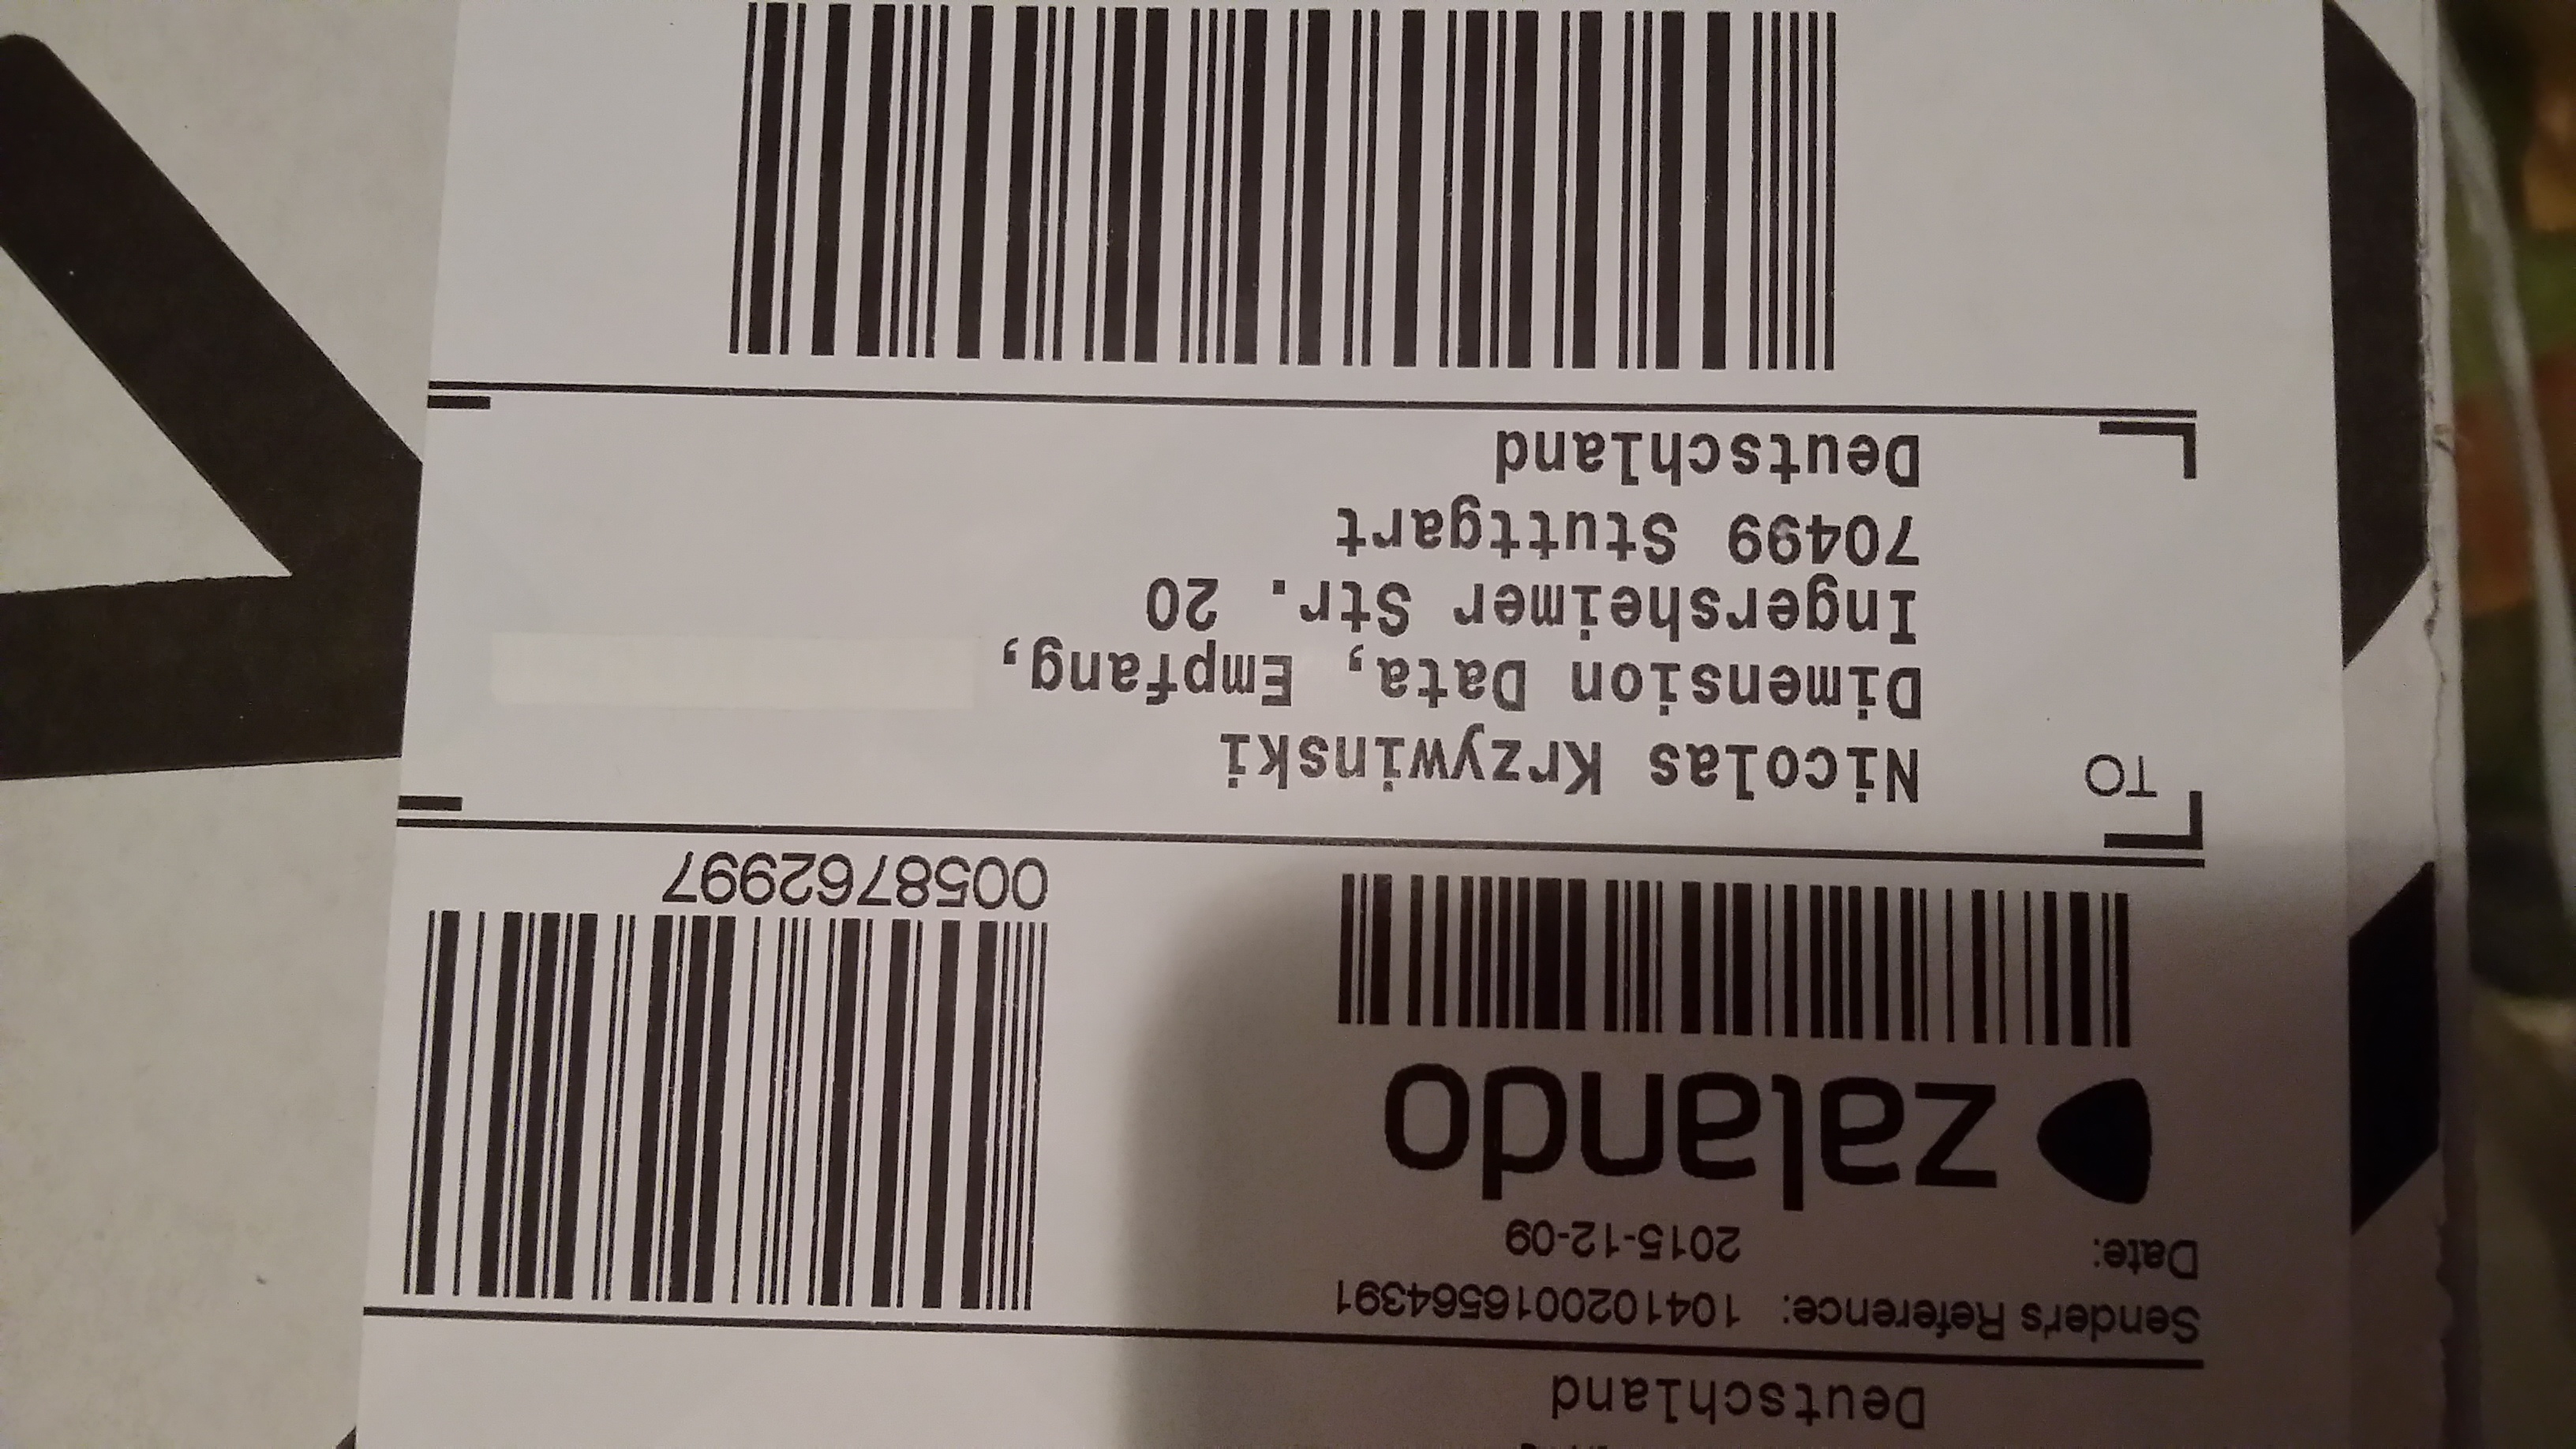 Deutschland
Senders Reference: 10411020016564391
Date: 2015-12-09
zalando
0058762997
TO
Nicolas Krzywinski
Dimension Data, Empfang,
Ingersheimer Str. 20
70499 Stuttgart
Deutschland